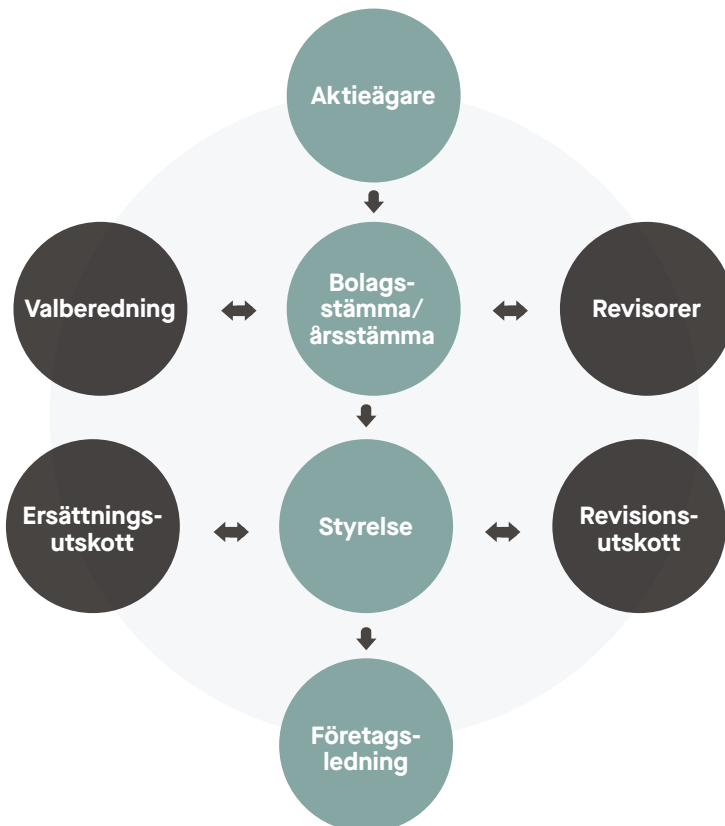 Aktieägare
Valberedning
Bolags-
stämma/
årsstämma
Revisorer
Ersättnings-
utskott
Styrelse
Revisions-
utskott
Företags-
ledning